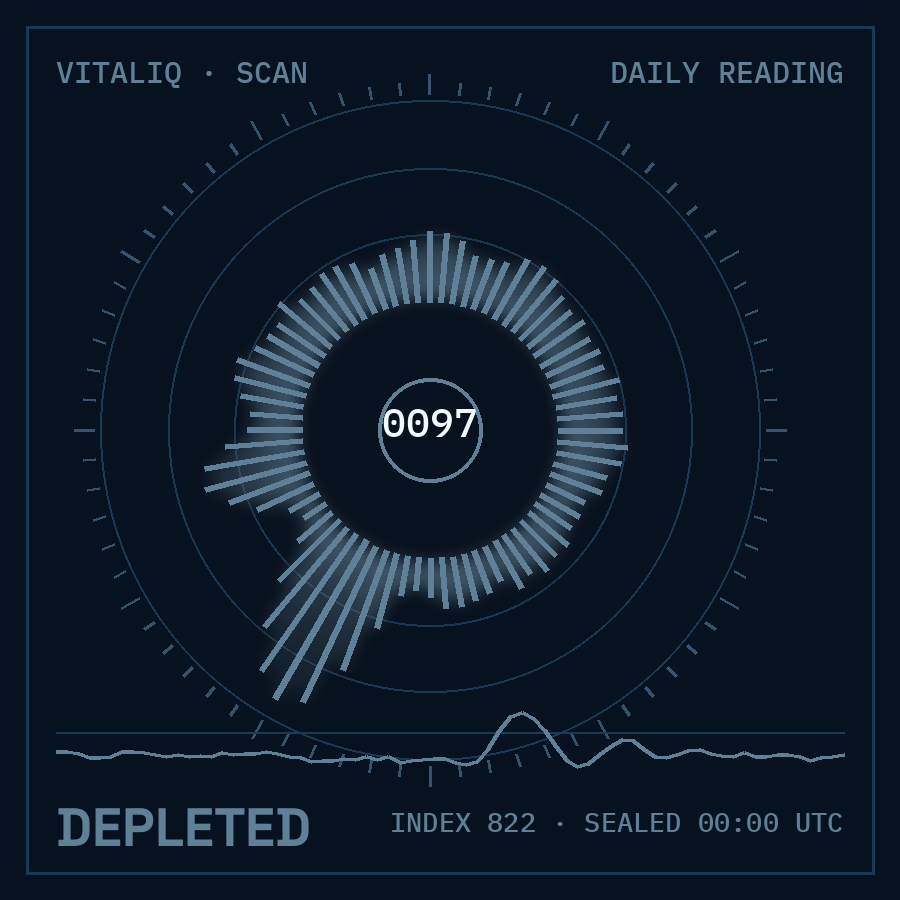 VITALIQ · SCAN
DAILY READING
0097
DEPLETED
INDEX 822 · SEALED 00:00 UTC